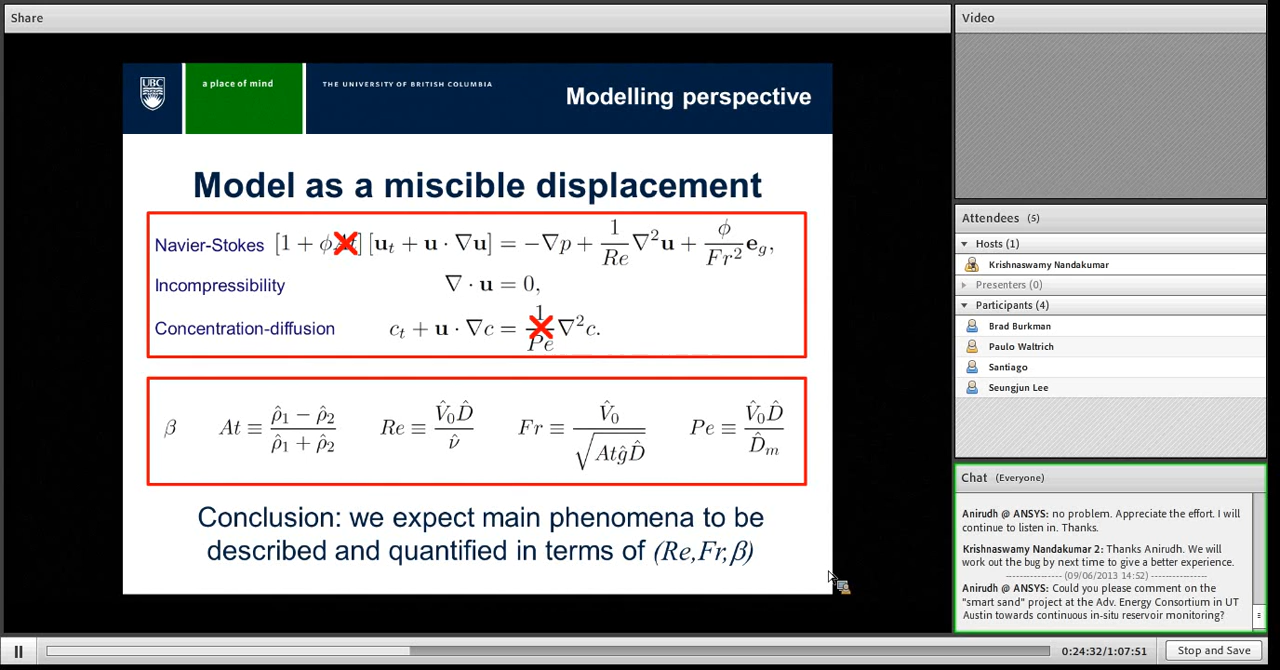 Share
UBC
a place of mind
THE UNIVERSITY OF BRITISH COLUMBIA
Modelling perspective
Model as a miscible displacement
Navier-Stokes [1 + ϕAt] [u_t + u · ∇u] = −∇p + 1/Re ∇²u + ϕ/Fr² e_g,
Incompressibility ∇ · u = 0,
Concentration-diffusion c_t + u · ∇c = 1/Pe ∇²c.
β At ≡ (ρ̂₁ − ρ̂₂)/(ρ̂₁ + ρ̂₂) Re ≡ V̂₀D̂/ν̂ Fr ≡ V̂₀/√(AtĝD̂) Pe ≡ V̂₀D̂/D̂_m
Conclusion: we expect main phenomena to be
described and quantified in terms of (Re,Fr,β)
Video
Attendees (5)
Hosts (1)
Krishnaswamy Nandakumar
Presenters (0)
Participants (4)
Brad Burkman
Paulo Waltrich
Santiago
Seungjun Lee
Chat (Everyone)
Anirudh @ ANSYS: no problem. Appreciate the effort. I will
continue to listen in. Thanks.
Krishnaswamy Nandakumar 2: Thanks Anirudh. We will
work out the bug by next time to give a better experience.
---------------- (09/06/2013 14:52) ----------------
Anirudh @ ANSYS: Could you please comment on the
"smart sand" project at the Adv. Energy Consortium in UT
Austin towards continuous in-situ reservoir monitoring?
0:24:32/1:07:51
Stop and Save